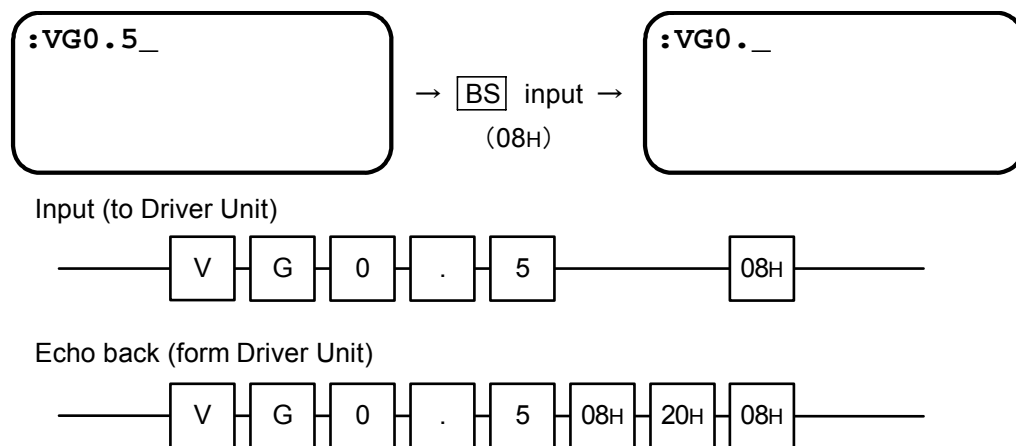 :VG0.5_
:VG0._
→ BS input →
(08H)
Input (to Driver Unit)
V G 0 . 5 08H
Echo back (form Driver Unit)
V G 0 . 5 08H 20H 08H